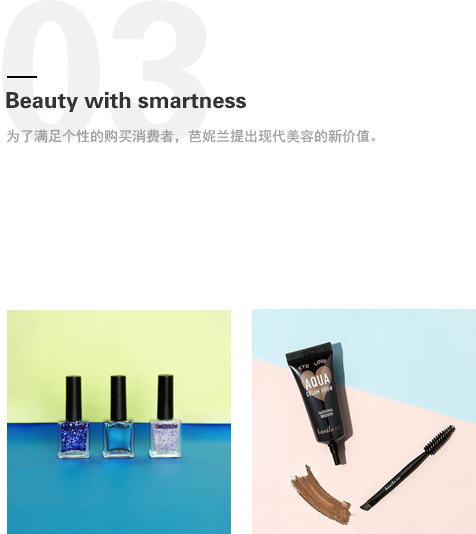 03
Beauty with smartness
为了满足个性的购买消费者，芭妮兰提出现代美容的新价值。
EYE LOVE
AQUA
CREAM BROW
NATURAL
BROWN
banila co.